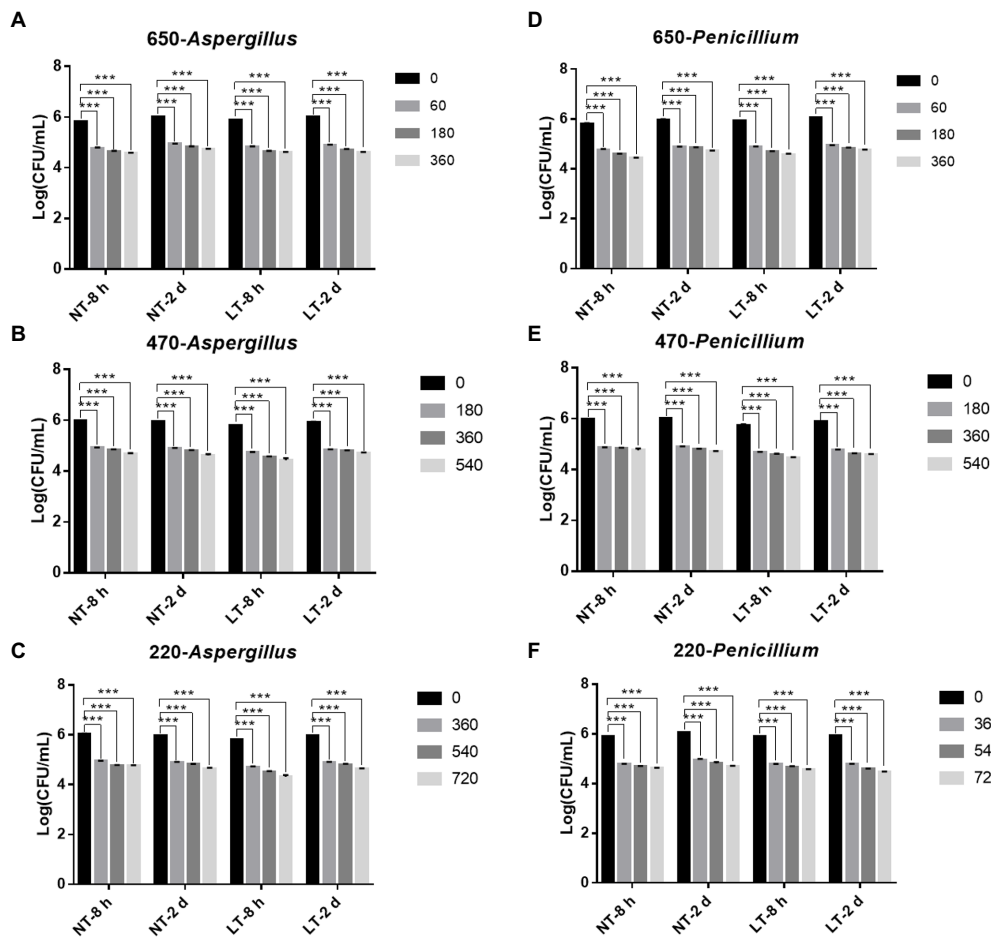 A
650-Aspergillus
Log(CFU/mL)
8
6
4
2
0
*** *** *** ***
*** *** *** ***
*** *** *** ***
NT-8 h
NT-2 d
LT-8 h
LT-2 d
0
60
180
360
D
650-Penicillium
Log(CFU/mL)
8
6
4
2
0
*** *** *** ***
*** *** *** ***
*** *** *** ***
NT-8 h
NT-2 d
LT-8 h
LT-2 d
0
60
180
360
B
470-Aspergillus
Log(CFU/mL)
8
6
4
2
0
*** *** *** ***
*** *** *** ***
*** *** *** ***
NT-8 h
NT-2 d
LT-8 h
LT-2 d
0
180
360
540
E
470-Penicillium
Log(CFU/mL)
8
6
4
2
0
*** *** *** ***
*** *** *** ***
*** *** *** ***
NT-8 h
NT-2 d
LT-8 h
LT-2 d
0
180
360
540
C
220-Aspergillus
Log(CFU/mL)
8
6
4
2
0
*** *** *** ***
*** *** *** ***
*** *** *** ***
NT-8 h
NT-2 d
LT-8 h
LT-2 d
0
360
540
720
F
220-Penicillium
Log(CFU/mL)
8
6
4
2
0
*** *** *** ***
*** *** *** ***
*** *** *** ***
NT-8 h
NT-2 d
LT-8 h
LT-2 d
0
36
54
72